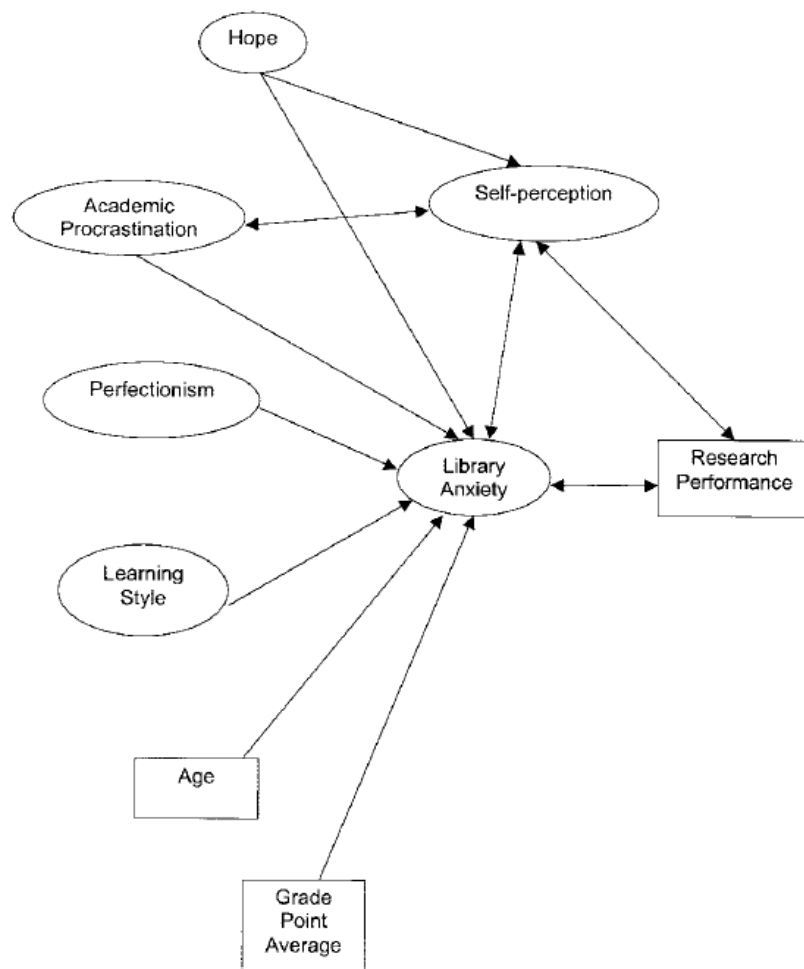 Hope
Self-perception
Academic
Procrastination
Perfectionism
Library
Anxiety
Research
Performance
Learning
Style
Age
Grade
Point
Average